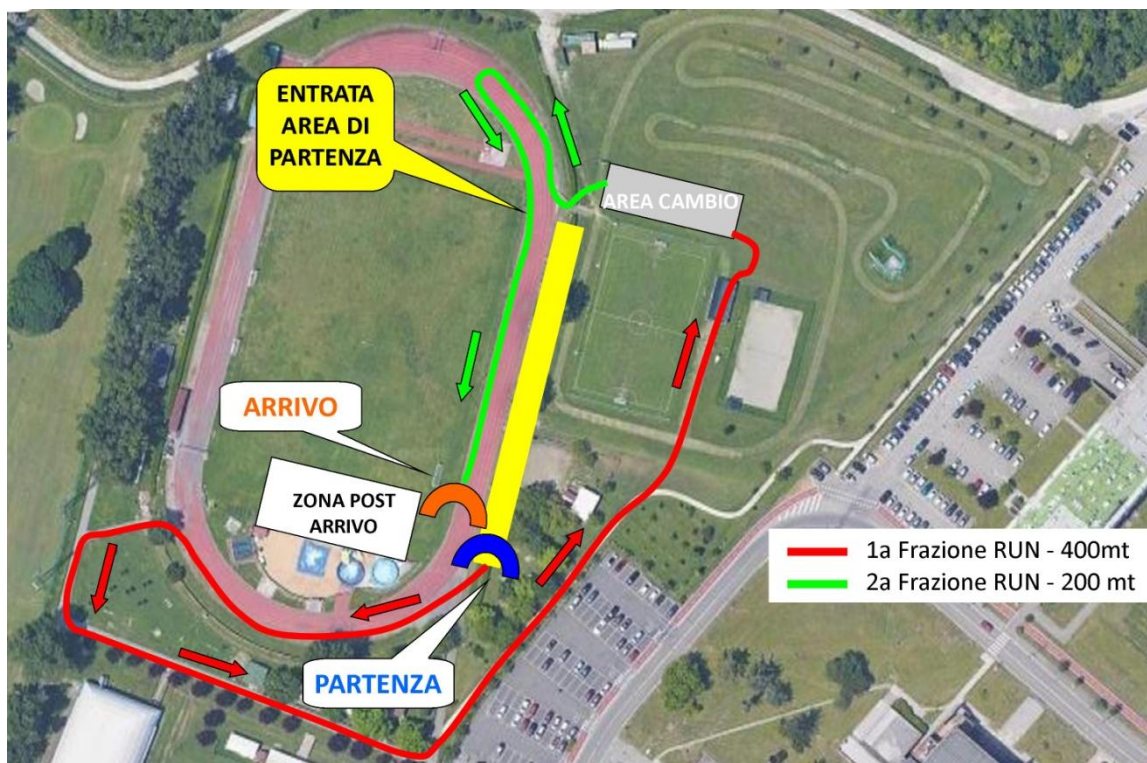 ENTRATA
AREA DI
PARTENZA
AREA CAMBIO
ARRIVO
ZONA POST
ARRIVO
PARTENZA
1a Frazione RUN - 400mt
2a Frazione RUN - 200 mt